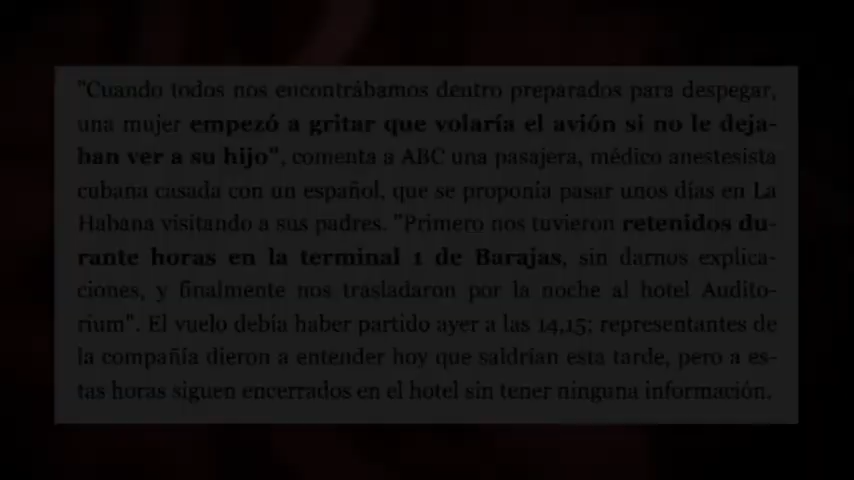 "Cuando todos nos encontrábamos dentro preparados para despegar,
una mujer empezó a gritar que volaría el avión si no le deja-
ban ver a su hijo", comenta a ABC una pasajera, médico anestesista
cubana casada con un español, que se proponía pasar unos días en La
Habana visitando a sus padres. "Primero nos tuvieron retenidos du-
rante horas en la terminal 1 de Barajas, sin darnos explica-
ciones, y finalmente nos trasladaron por la noche al hotel Audito-
rium". El vuelo debía haber partido ayer a las 14,15; representantes de
la compañía dieron a entender hoy que saldrían esta tarde, pero a es-
tas horas siguen encerrados en el hotel sin tener ninguna información.